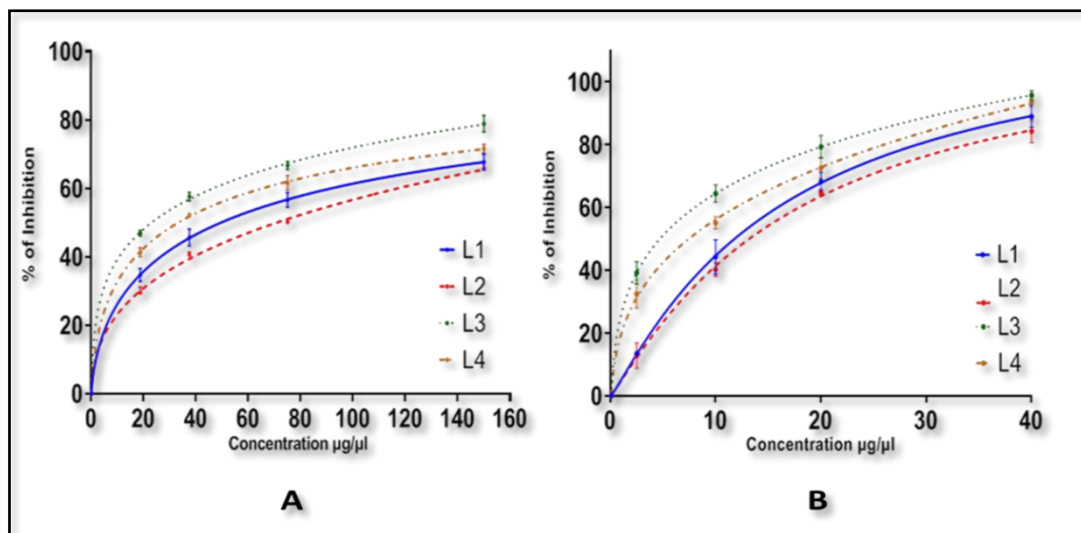 100
80
60
40
20
0
% of Inhibition
0 20 40 60 80 100 120 140 160
Concentration µg/µl
L1
L2
L3
L4
A
100
80
60
40
20
0
% of Inhibition
0 10 20 30 40
Concentration µg/µl
L1
L2
L3
L4
B